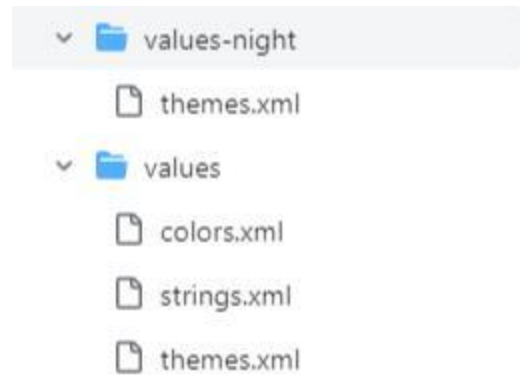 values-night
themes.xml
values
colors.xml
strings.xml
themes.xml